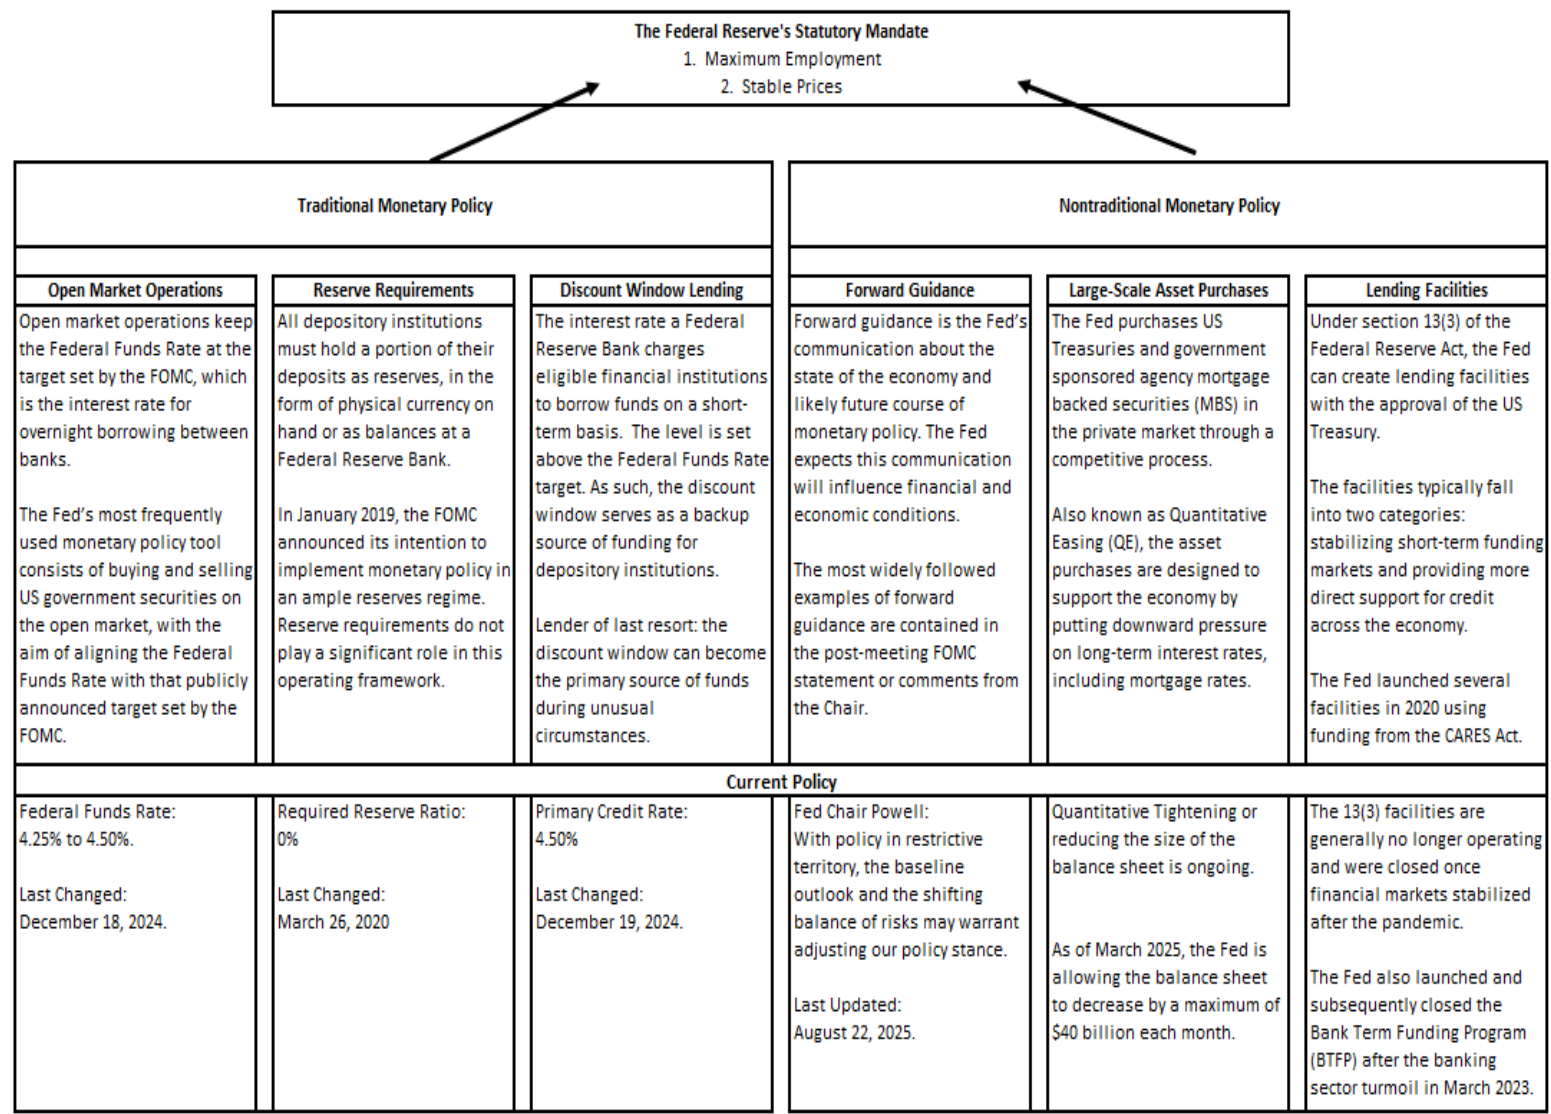 The Federal Reserve's Statutory Mandate
1. Maximum Employment
2. Stable Prices
Traditional Monetary Policy
Nontraditional Monetary Policy
Open Market Operations
Open market operations keep
the Federal Funds Rate at the
target set by the FOMC, which
is the interest rate for
overnight borrowing between
banks.
The Fed's most frequently
used monetary policy tool
consists of buying and selling
US government securities on
the open market, with the
aim of aligning the Federal
Funds Rate with that publicly
announced target set by the
FOMC.
Reserve Requirements
All depository institutions
must hold a portion of their
deposits as reserves, in the
form of physical currency on
hand or as balances at a
Federal Reserve Bank.
In January 2019, the FOMC
announced its intention to
implement monetary policy in
an ample reserves regime.
Reserve requirements do not
play a significant role in this
operating framework.
Discount Window Lending
The interest rate a Federal
Reserve Bank charges
eligible financial institutions
to borrow funds on a short-
term basis. The level is set
above the Federal Funds Rate
target. As such, the discount
window serves as a backup
source of funding for
depository institutions.
Lender of last resort: the
discount window can become
the primary source of funds
during unusual
circumstances.
Forward Guidance
Forward guidance is the Fed's
communication about the
state of the economy and
likely future course of
monetary policy. The Fed
expects this communication
will influence financial and
economic conditions.
The most widely followed
examples of forward
guidance are contained in
the post-meeting FOMC
statement or comments from
the Chair.
Large-Scale Asset Purchases
The Fed purchases US
Treasuries and government
sponsored agency mortgage
backed securities (MBS) in
the private market through a
competitive process.
Also known as Quantitative
Easing (QE), the asset
purchases are designed to
support the economy by
putting downward pressure
on long-term interest rates,
including mortgage rates.
Lending Facilities
Under section 13(3) of the
Federal Reserve Act, the Fed
can create lending facilities
with the approval of the US
Treasury.
The facilities typically fall
into two categories:
stabilizing short-term funding
markets and providing more
direct support for credit
across the economy.
The Fed launched several
facilities in 2020 using
funding from the CARES Act.
Current Policy
Federal Funds Rate:
4.25% to 4.50%.
Last Changed:
December 18, 2024.
Required Reserve Ratio:
0%
Last Changed:
March 26, 2020
Primary Credit Rate:
4.50%
Last Changed:
December 19, 2024.
Fed Chair Powell:
With policy in restrictive
territory, the baseline
outlook and the shifting
balance of risks may warrant
adjusting our policy stance.
Last Updated:
August 22, 2025.
Quantitative Tightening or
reducing the size of the
balance sheet is ongoing.
As of March 2025, the Fed is
allowing the balance sheet
to decrease by a maximum of
$40 billion each month.
The 13(3) facilities are
generally no longer operating
and were closed once
financial markets stabilized
after the pandemic.
The Fed also launched and
subsequently closed the
Bank Term Funding Program
(BTFP) after the banking
sector turmoil in March 2023.